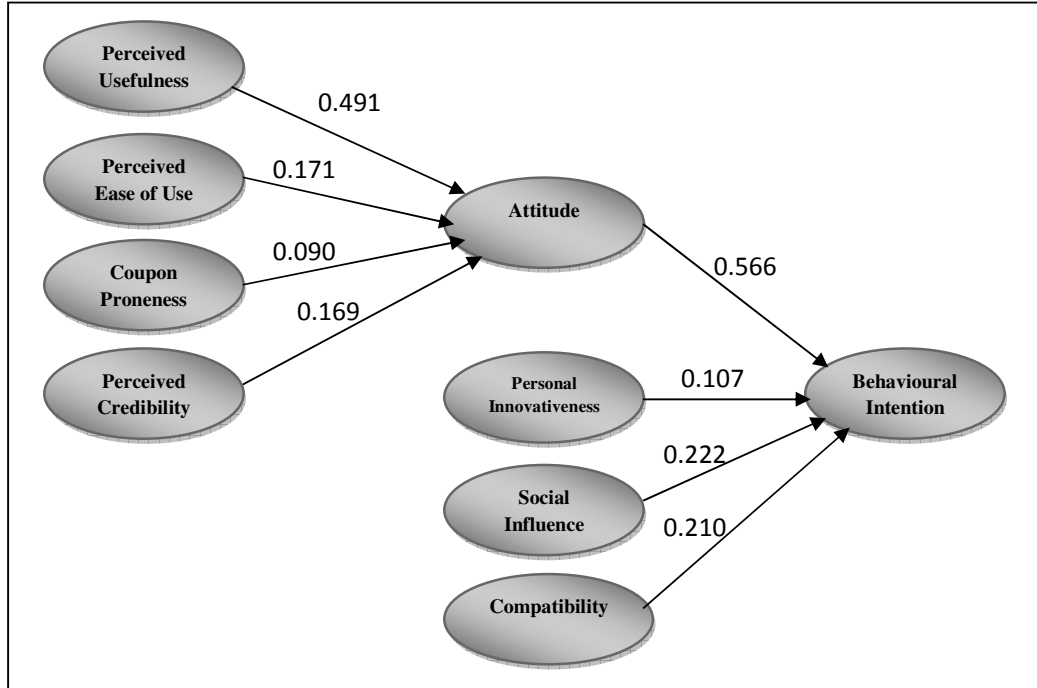 Perceived
Usefulness
0.491
Perceived
Ease of Use
0.171
Attitude
Coupon
Proneness
0.090
0.566
0.169
Perceived
Credibility
Personal
Innovativeness
0.107
Behavioural
Intention
0.222
Social
Influence
0.210
Compatibility